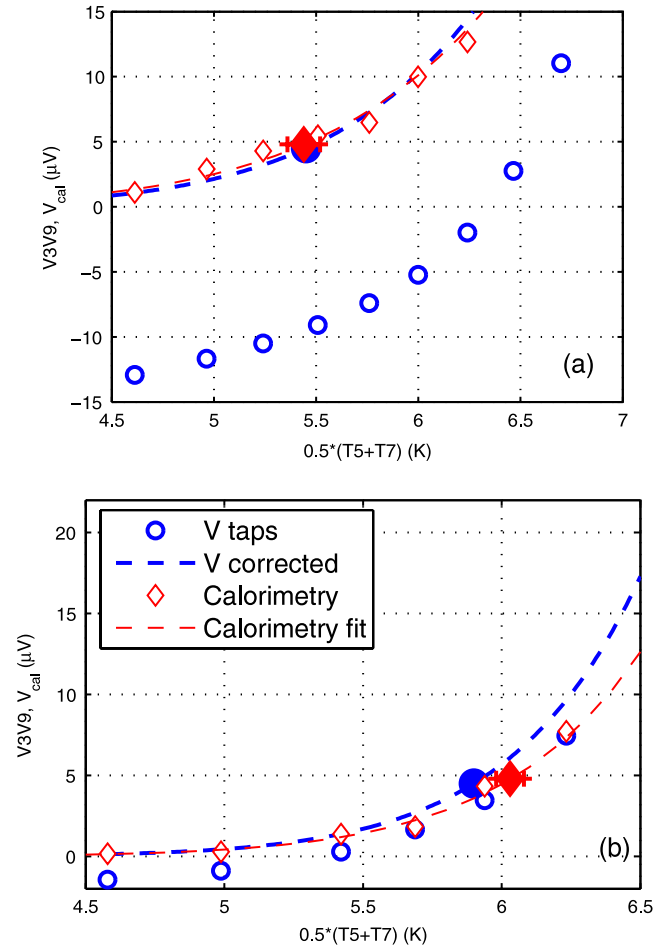 15
10
5
0
−5
−10
−15
4.5 5 5.5 6 6.5 7
V3V9, V_cal (μV)
0.5*(T5+T7) (K)
(a)
20
15
10
5
0
4.5 5 5.5 6 6.5
V3V9, V_cal (μV)
0.5*(T5+T7) (K)
V taps
V corrected
Calorimetry
Calorimetry fit
(b)